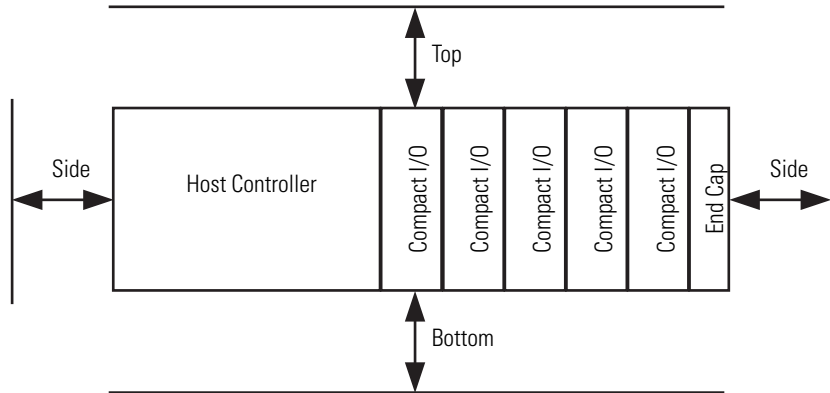 Top
Side
Host Controller
Compact I/O
Compact I/O
Compact I/O
Compact I/O
Compact I/O
End Cap
Side
Bottom